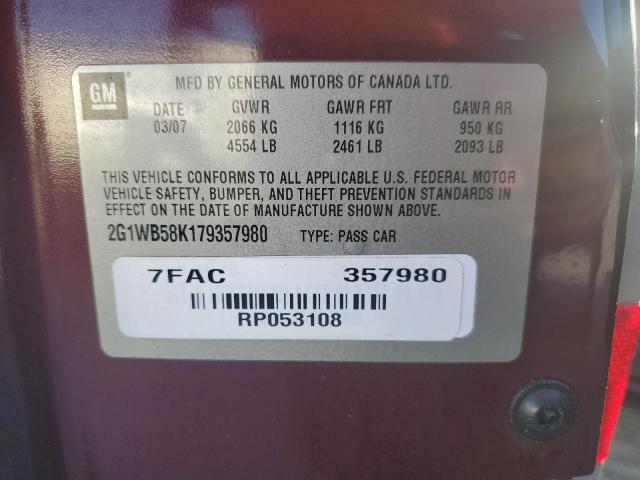 GM
MFD BY GENERAL MOTORS OF CANADA LTD.
DATE GVWR GAWR FRT GAWR RR
03/07 2066 KG 1116 KG 950 KG
4554 LB 2461 LB 2093 LB
THIS VEHICLE CONFORMS TO ALL APPLICABLE U.S. FEDERAL MOTOR
VEHICLE SAFETY, BUMPER, AND THEFT PREVENTION STANDARDS IN
EFFECT ON THE DATE OF MANUFACTURE SHOWN ABOVE.
2G1WB58K179357980 TYPE: PASS CAR
7FAC 357980
RP053108